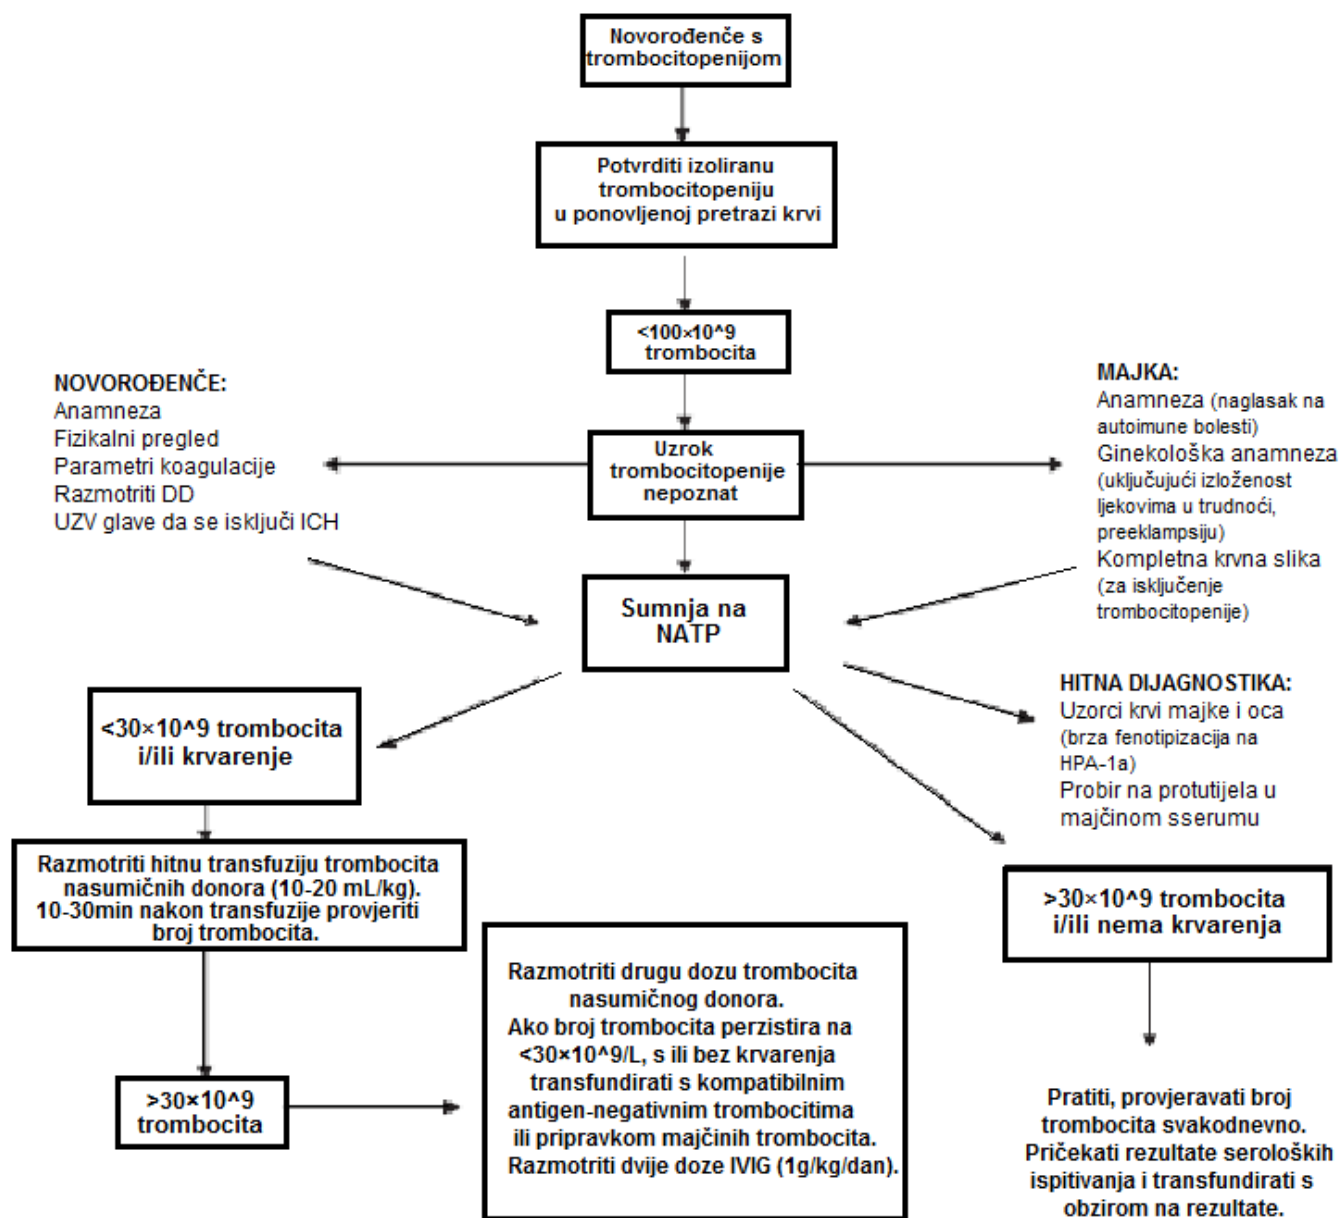 Novorođenče s
trombocitopenijom
Potvrditi izoliranu
trombocitopeniju
u ponovljenoj pretrazi krvi
<100×10^9
trombocita
NOVOROĐENČE:
Anamneza
Fizikalni pregled
Parametri koagulacije
Razmotriti DD
UZV glave da se isključi ICH
Uzrok
trombocitopenije
nepoznat
MAJKA:
Anamneza (naglasak na
autoimune bolesti)
Ginekološka anamneza
(uključujući izloženost
ljekovima u trudnoći,
preeklampsiju)
Kompletna krvna slika
(za isključenje
trombocitopenije)
Sumnja na
NATP
HITNA DIJAGNOSTIKA:
Uzorci krvi majke i oca
(brza fenotipizacija na
HPA-1a)
Probir na protutijela u
majčinom sserumu
<30×10^9 trombocita
i/ili krvarenje
Razmotriti hitnu transfuziju trombocita
nasumičnih donora (10-20 mL/kg).
10-30min nakon transfuzije provjeriti
broj trombocita.
>30×10^9
trombocita
Razmotriti drugu dozu trombocita
nasumičnog donora.
Ako broj trombocita perzistira na
<30×10^9/L, s ili bez krvarenja
transfundirati s kompatibilnim
antigen-negativnim trombocitima
ili pripravkom majčinih trombocita.
Razmotriti dvije doze IVIG (1g/kg/dan).
>30×10^9 trombocita
i/ili nema krvarenja
Pratiti, provjeravati broj
trombocita svakodnevno.
Pričekati rezultate seroloških
ispitivanja i transfundirati s
obzirom na rezultate.